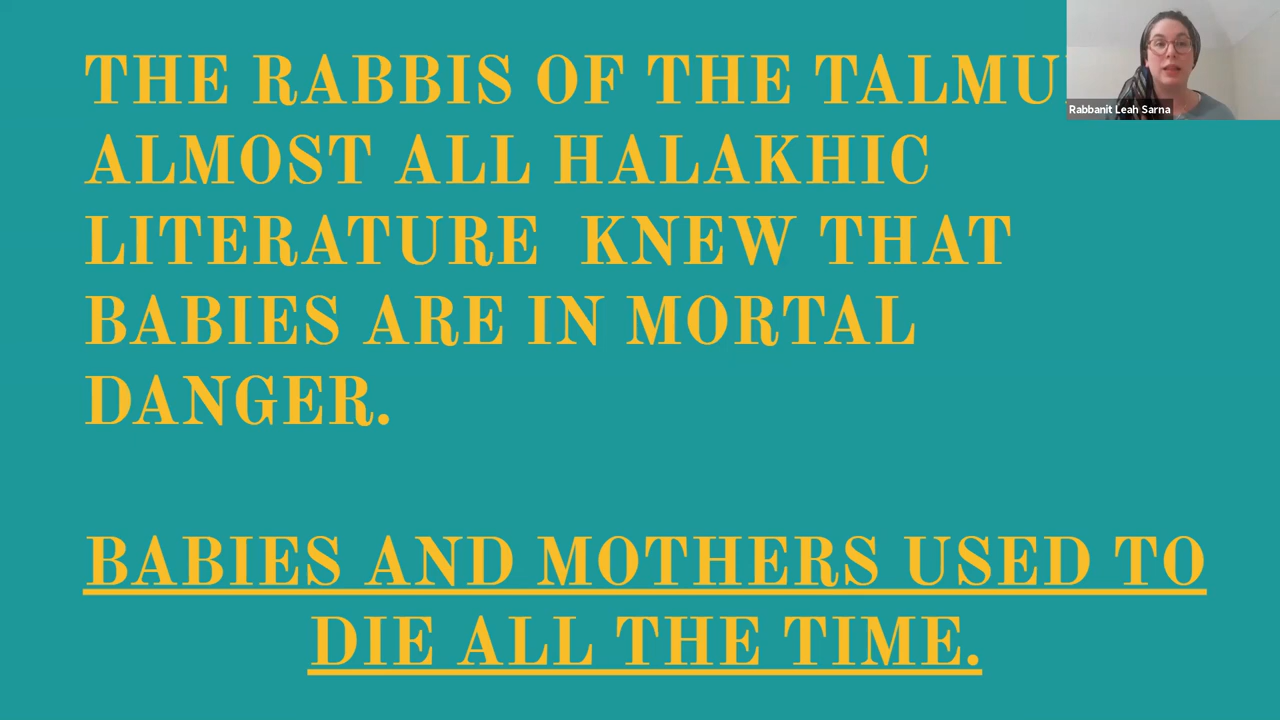 THE RABBIS OF THE
ALMOST ALL HALAKHIC
LITERATURE KNEW THAT
BABIES ARE IN MORTAL
DANGER.
BABIES AND MOTHERS USED TO
DIE ALL THE TIME.
Rabbanit Leah Sarna